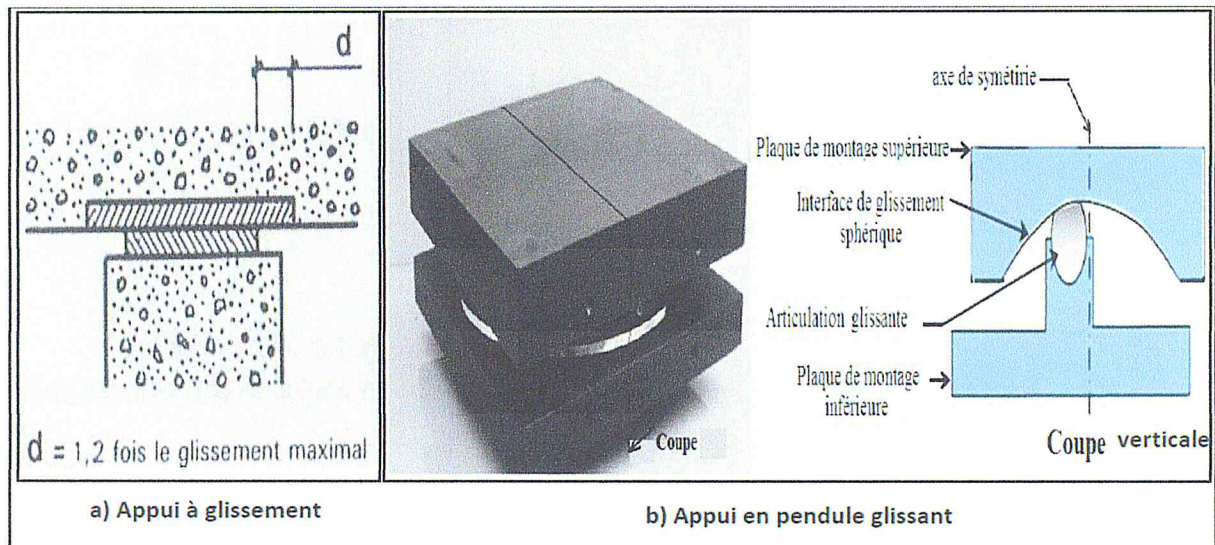 d
d = 1,2 fois le glissement maximal
a) Appui à glissement
Coupe
axe de symétirie
Plaque de montage supérieure
Interface de glissement
sphérique
Articulation glissante
Plaque de montage
inférieure
Coupe verticale
b) Appui en pendule glissant